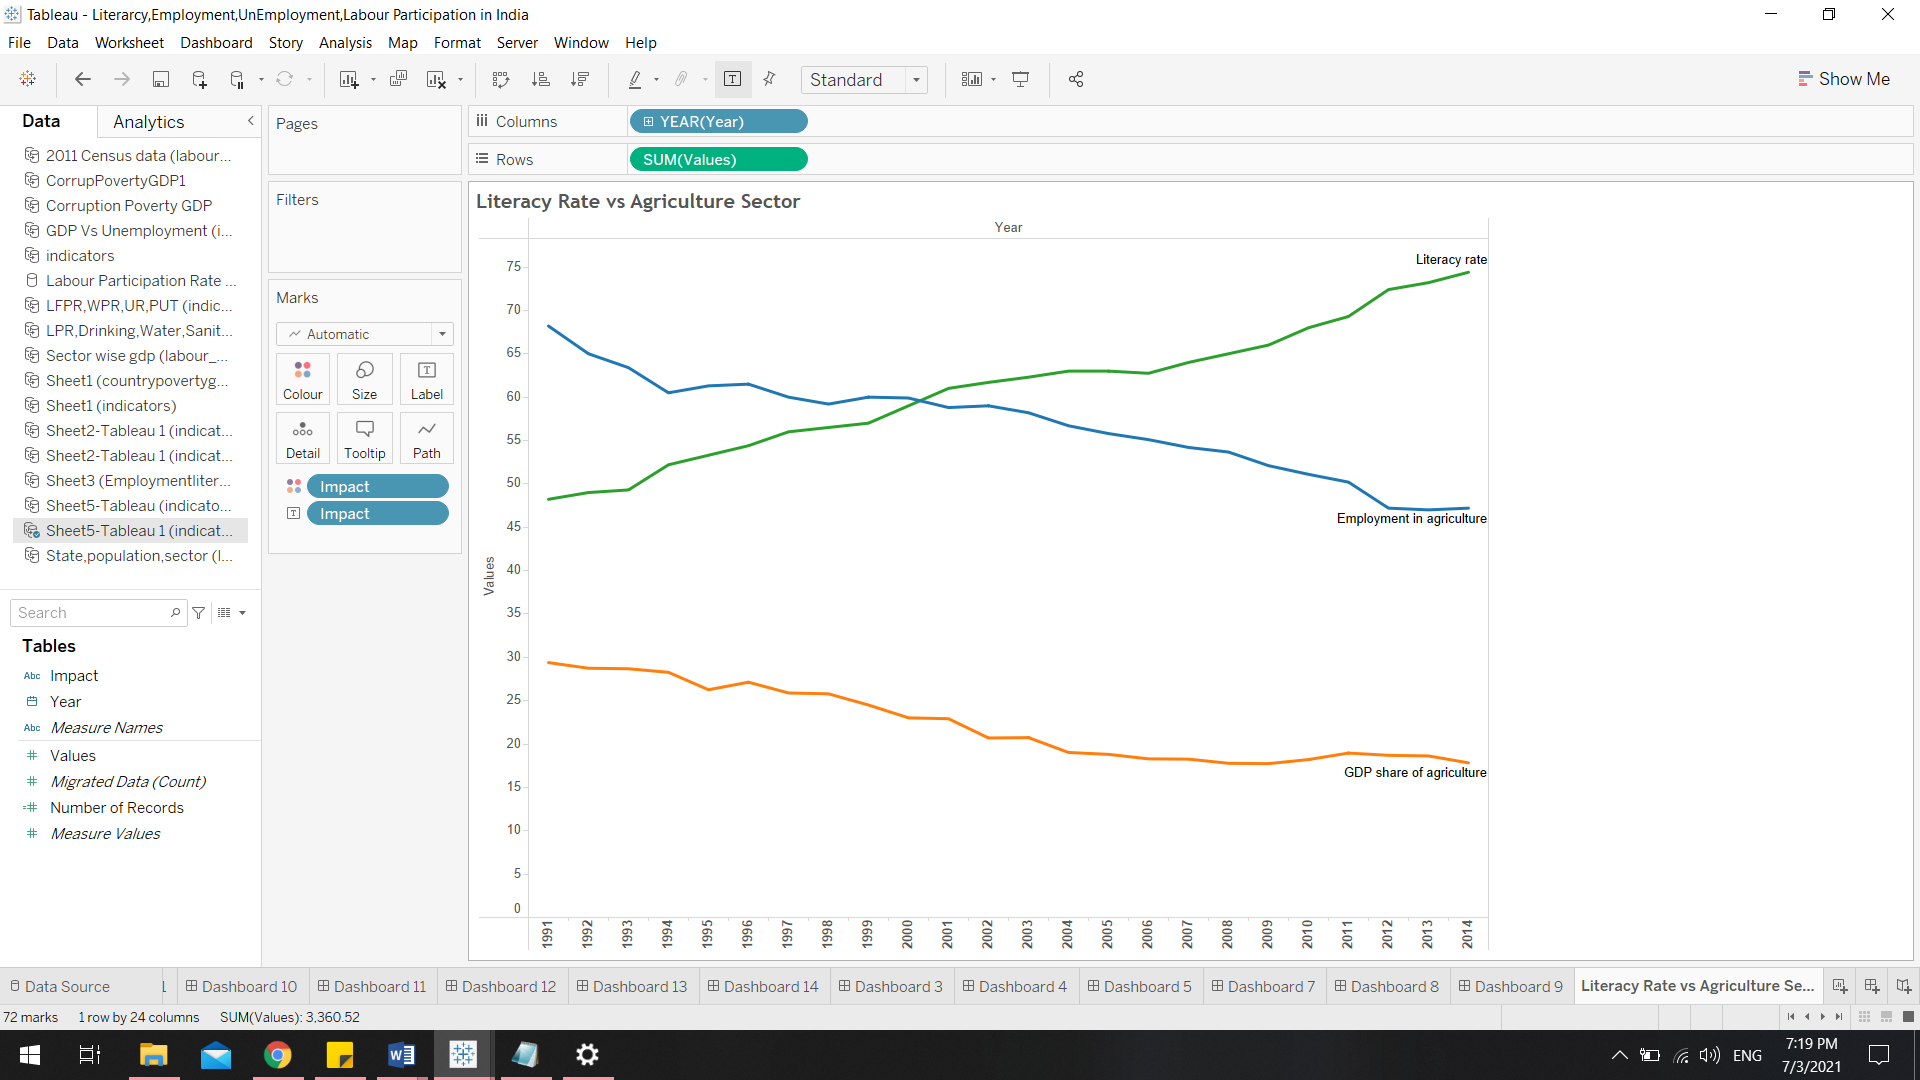 Tableau - Literarcy,Employment,UnEmployment,Labour Participation in India
File Data Worksheet Dashboard Story Analysis Map Format Server Window Help
Standard
Show Me
Data
Analytics
2011 Census data (labour...
CorrupPovertyGDP1
Corruption Poverty GDP
GDP Vs Unemployment (i...
indicators
Labour Participation Rate ...
LFPR,WPR,UR,PUT (indic...
LPR,Drinking,Water,Sanit...
Sector wise gdp (labour_...
Sheet1 (countrypovertyg...
Sheet1 (indicators)
Sheet2-Tableau 1 (indicat...
Sheet2-Tableau 1 (indicat...
Sheet3 (Employmentliter...
Sheet5-Tableau (indicato...
Sheet5-Tableau 1 (indicat...
State,population,sector (l...
Search
Tables
Abc Impact
Year
Abc Measure Names
# Values
# Migrated Data (Count)
=# Number of Records
# Measure Values
Pages
Filters
Marks
Automatic
Colour Size Label
Detail Tooltip Path
Impact
T Impact
Columns YEAR(Year)
Rows SUM(Values)
Literacy Rate vs Agriculture Sector
Year
Values
75
70
65
60
55
50
45
40
35
30
25
20
15
10
5
0
Literacy rate
Employment in agriculture
GDP share of agriculture
1991 1992 1993 1994 1995 1996 1997 1998 1999 2000 2001 2002 2003 2004 2005 2006 2007 2008 2009 2010 2011 2012 2013 2014
Data Source 1 Dashboard 10 Dashboard 11 Dashboard 12 Dashboard 13 Dashboard 14 Dashboard 3 Dashboard 4 Dashboard 5 Dashboard 7 Dashboard 8 Dashboard 9 Literacy Rate vs Agriculture Se...
72 marks 1 row by 24 columns SUM(Values): 3,360.52
ENG
7:19 PM
7/3/2021